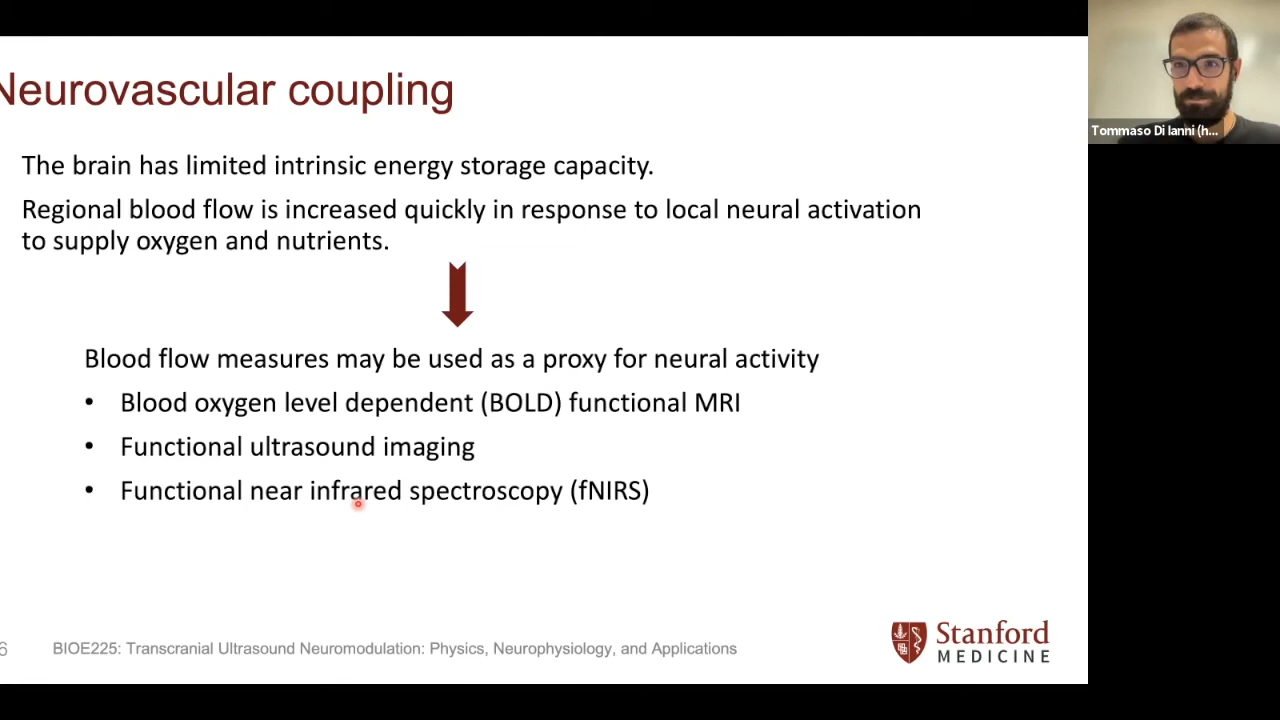 Neurovascular coupling
The brain has limited intrinsic energy storage capacity.
Regional blood flow is increased quickly in response to local neural activation
to supply oxygen and nutrients.
Blood flow measures may be used as a proxy for neural activity
• Blood oxygen level dependent (BOLD) functional MRI
• Functional ultrasound imaging
• Functional near infrared spectroscopy (fNIRS)
6
BIOE225: Transcranial Ultrasound Neuromodulation: Physics, Neurophysiology, and Applications
Stanford
MEDICINE
Tommaso Di Ianni (h...